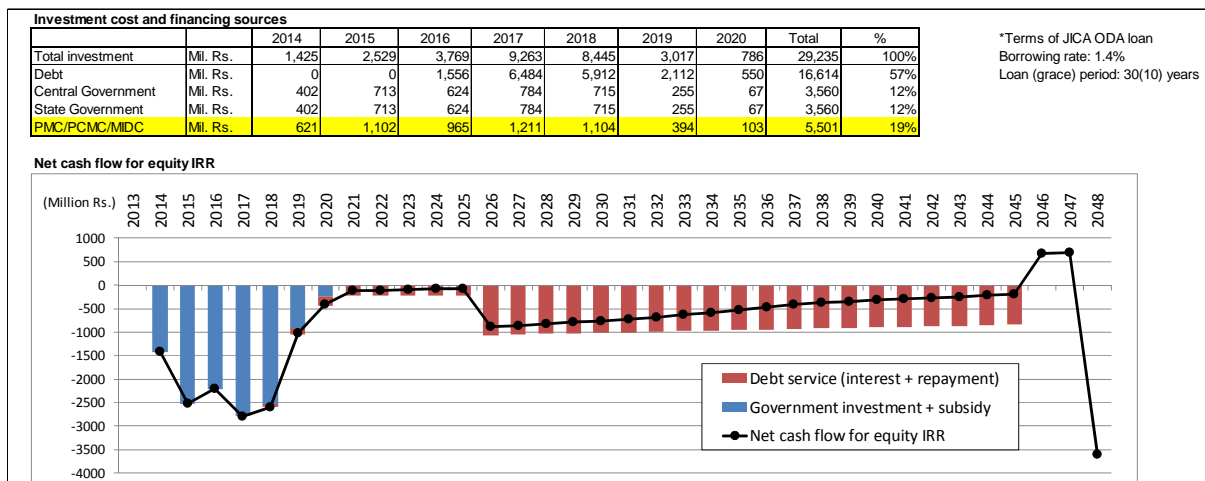 Investment cost and financing sources
2014 2015 2016 2017 2018 2019 2020 Total %
Total investment Mil. Rs. 1,425 2,529 3,769 9,263 8,445 3,017 786 29,235 100%
Debt Mil. Rs. 0 0 1,556 6,484 5,912 2,112 550 16,614 57%
Central Government Mil. Rs. 402 713 624 784 715 255 67 3,560 12%
State Government Mil. Rs. 402 713 624 784 715 255 67 3,560 12%
PMC/PCMC/MIDC Mil. Rs. 621 1,102 965 1,211 1,104 394 103 5,501 19%
*Terms of JICA ODA loan
Borrowing rate: 1.4%
Loan (grace) period: 30(10) years
Net cash flow for equity IRR
(Million Rs.) 2013 2014 2015 2016 2017 2018 2019 2020 2021 2022 2023 2024 2025 2026 2027 2028 2029 2030 2031 2032 2033 2034 2035 2036 2037 2038 2039 2040 2041 2042 2043 2044 2045 2046 2047 2048
1000
500
0
-500
-1000
-1500
-2000
-2500
-3000
-3500
-4000
Debt service (interest + repayment)
Government investment + subsidy
Net cash flow for equity IRR